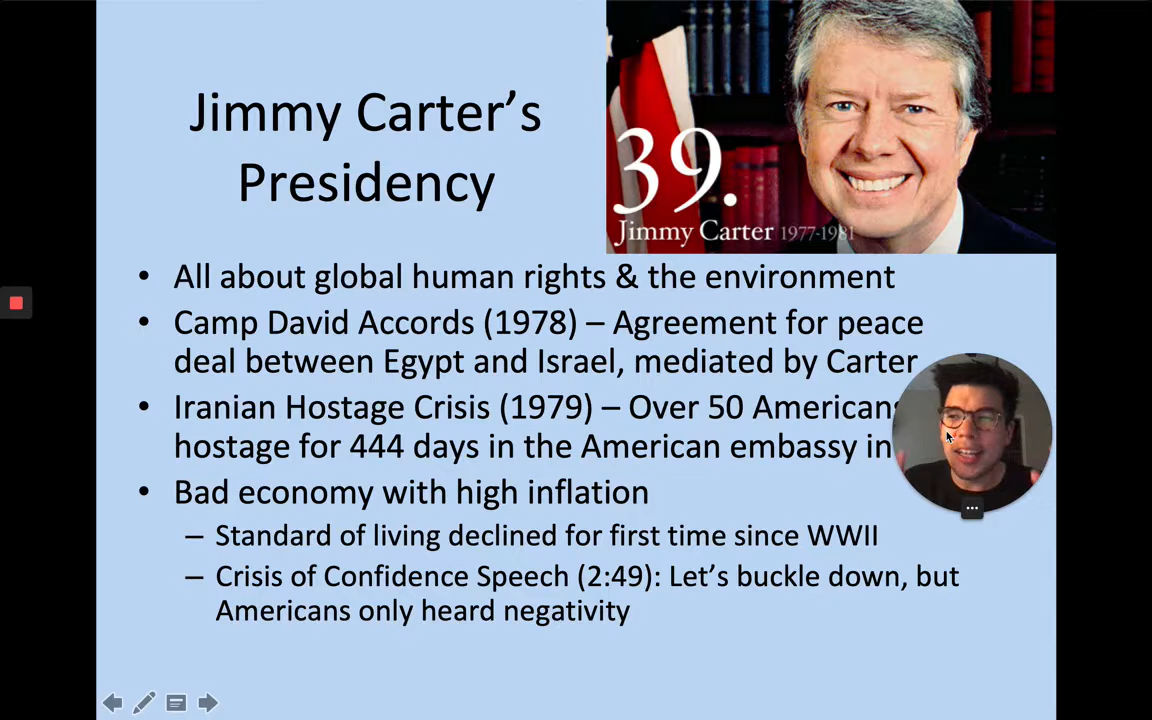 Jimmy Carter’s
Presidency
39.
Jimmy Carter 1977-1981
• All about global human rights & the environment
• Camp David Accords (1978) – Agreement for peace
deal between Egypt and Israel, mediated by Carter
• Iranian Hostage Crisis (1979) – Over 50 Americans
hostage for 444 days in the American embassy in
• Bad economy with high inflation
– Standard of living declined for first time since WWII
– Crisis of Confidence Speech (2:49): Let’s buckle down, but
Americans only heard negativity